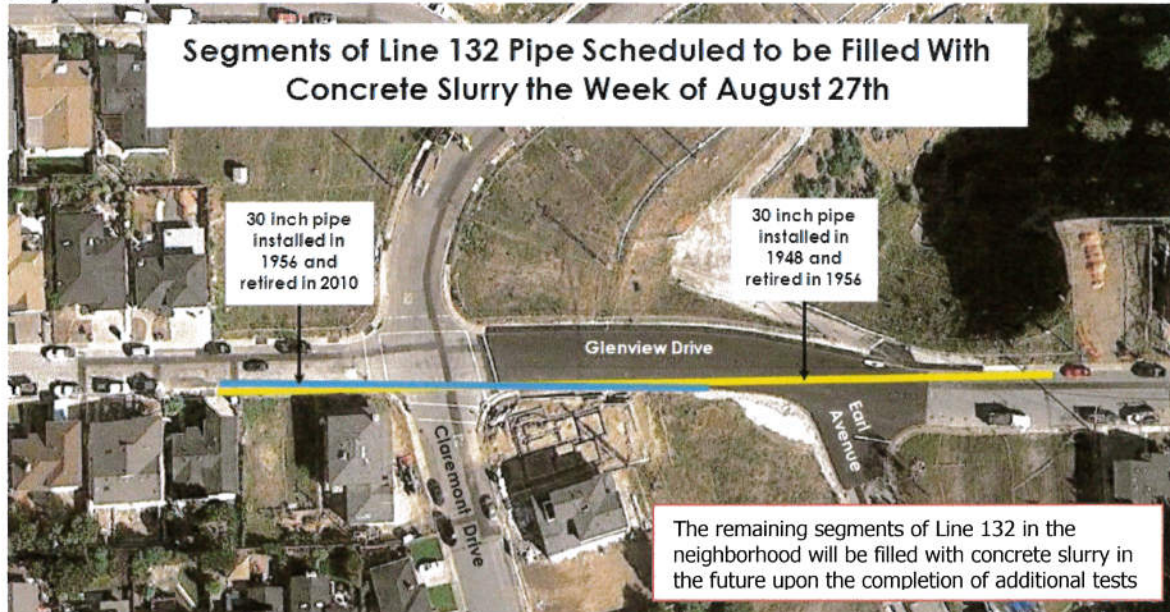 Segments of Line 132 Pipe Scheduled to be Filled With
Concrete Slurry the Week of August 27th
30 inch pipe
installed in
1956 and
retired in 2010
30 inch pipe
installed in
1948 and
retired in 1956
Glenview Drive
Earl
Avenue
Claremont Drive
The remaining segments of Line 132 in the
neighborhood will be filled with concrete slurry in
the future upon the completion of additional tests